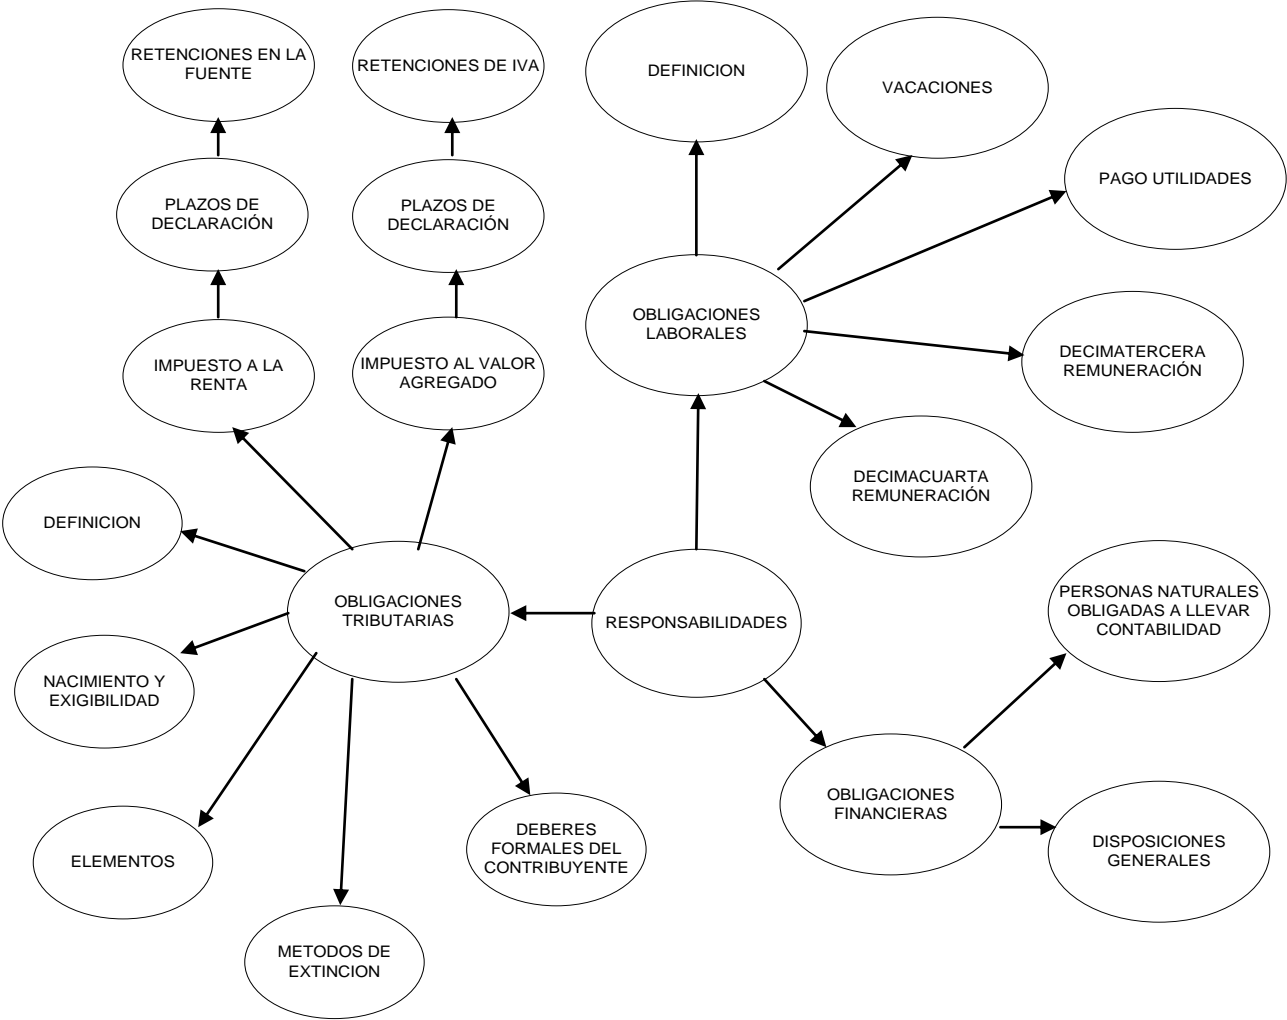 RETENCIONES EN LA
FUENTE
RETENCIONES DE IVA
DEFINICION
VACACIONES
PAGO UTILIDADES
PLAZOS DE
DECLARACIÓN
PLAZOS DE
DECLARACIÓN
OBLIGACIONES
LABORALES
IMPUESTO A LA
RENTA
IMPUESTO AL VALOR
AGREGADO
DECIMATERCERA
REMUNERACIÓN
DECIMACUARTA
REMUNERACIÓN
DEFINICION
OBLIGACIONES
TRIBUTARIAS
RESPONSABILIDADES
PERSONAS NATURALES
OBLIGADAS A LLEVAR
CONTABILIDAD
NACIMIENTO Y
EXIGIBILIDAD
OBLIGACIONES
FINANCIERAS
ELEMENTOS
DEBERES
FORMALES DEL
CONTRIBUYENTE
DISPOSICIONES
GENERALES
METODOS DE
EXTINCION